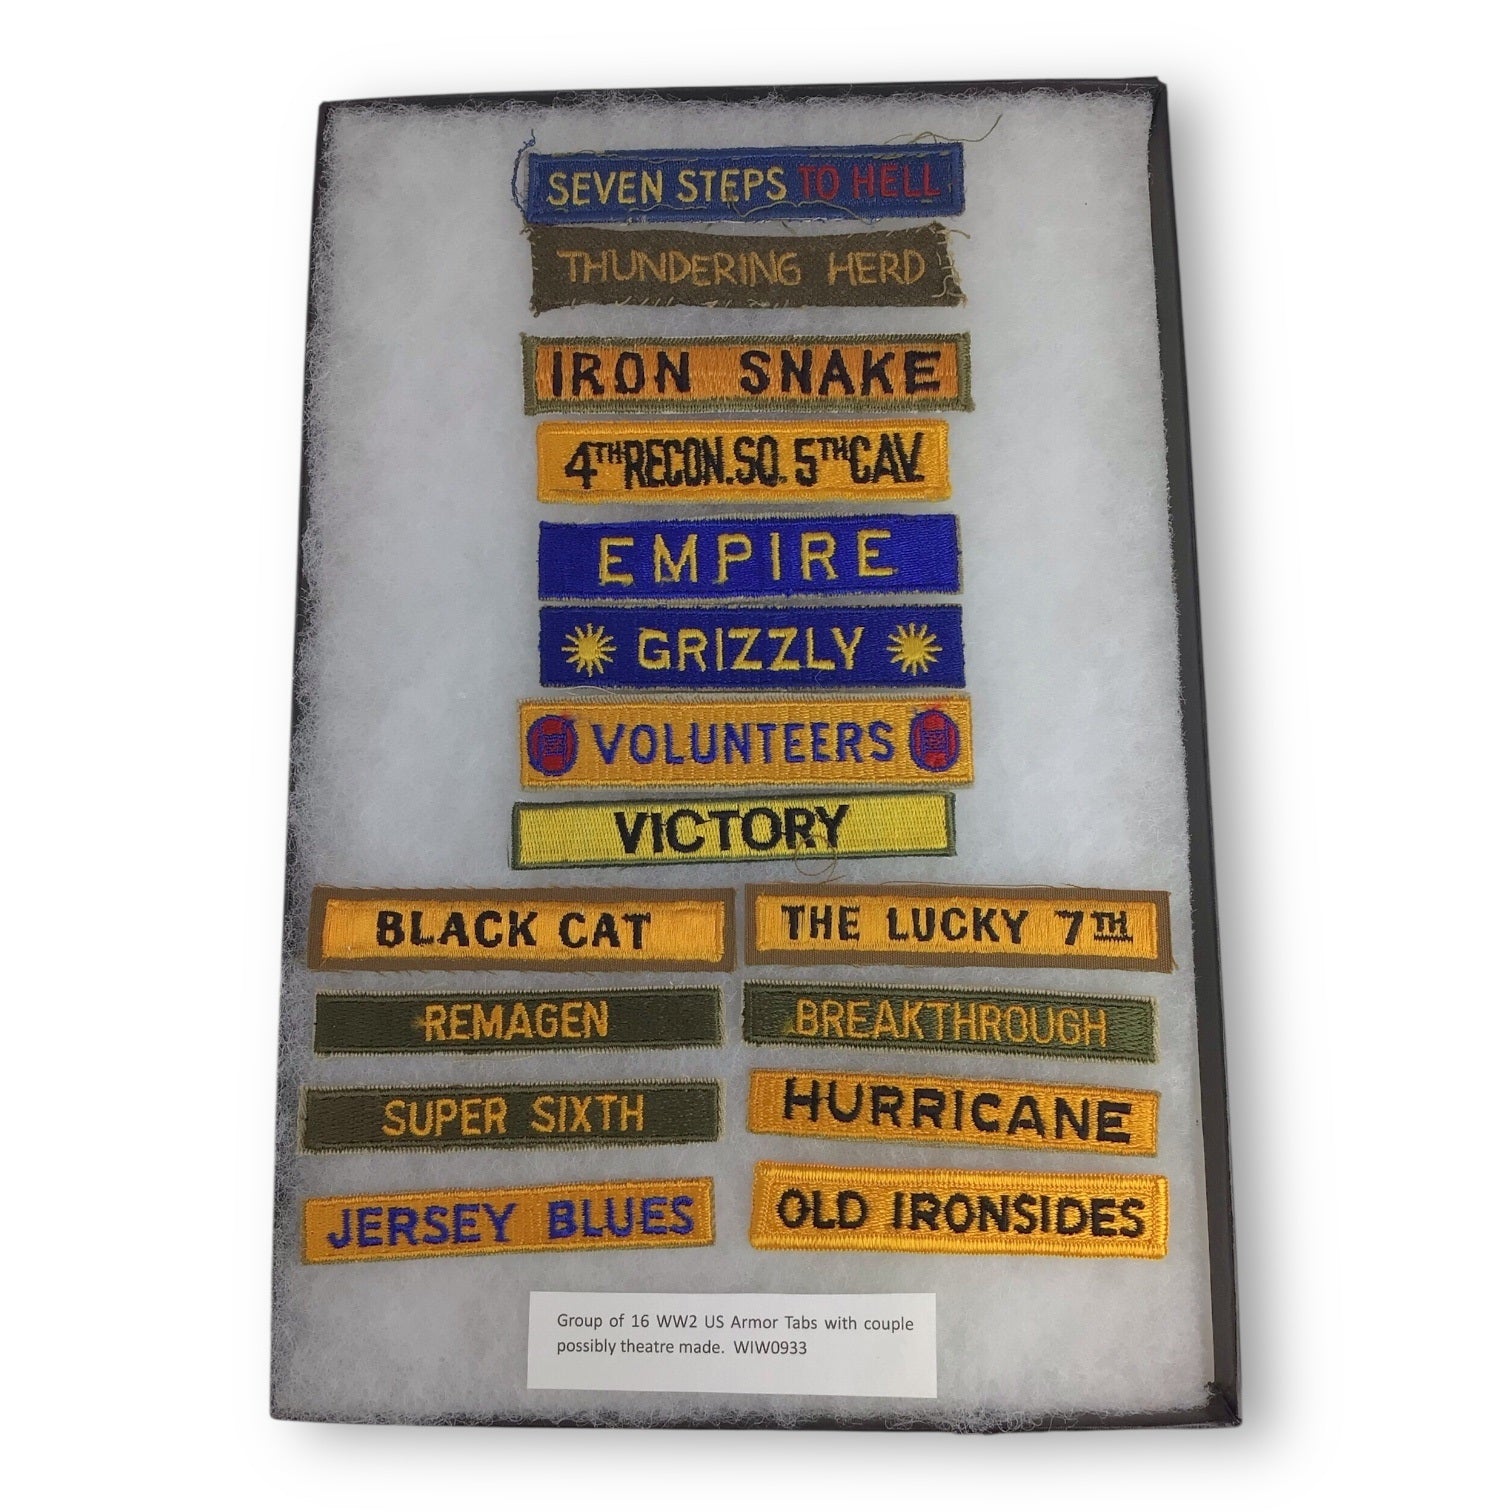 SEVEN STEPS TO HELL
THUNDERING HERD
IRON SNAKE
4TH RECON. SQ. 5TH CAV.
EMPIRE
GRIZZLY
VOLUNTEERS
VICTORY
BLACK CAT
THE LUCKY 7TH
REMAGEN
BREAKTHROUGH
SUPER SIXTH
HURRICANE
JERSEY BLUES
OLD IRONSIDES
Group of 16 WW2 US Armor Tabs with couple
possibly theatre made. WIW0933